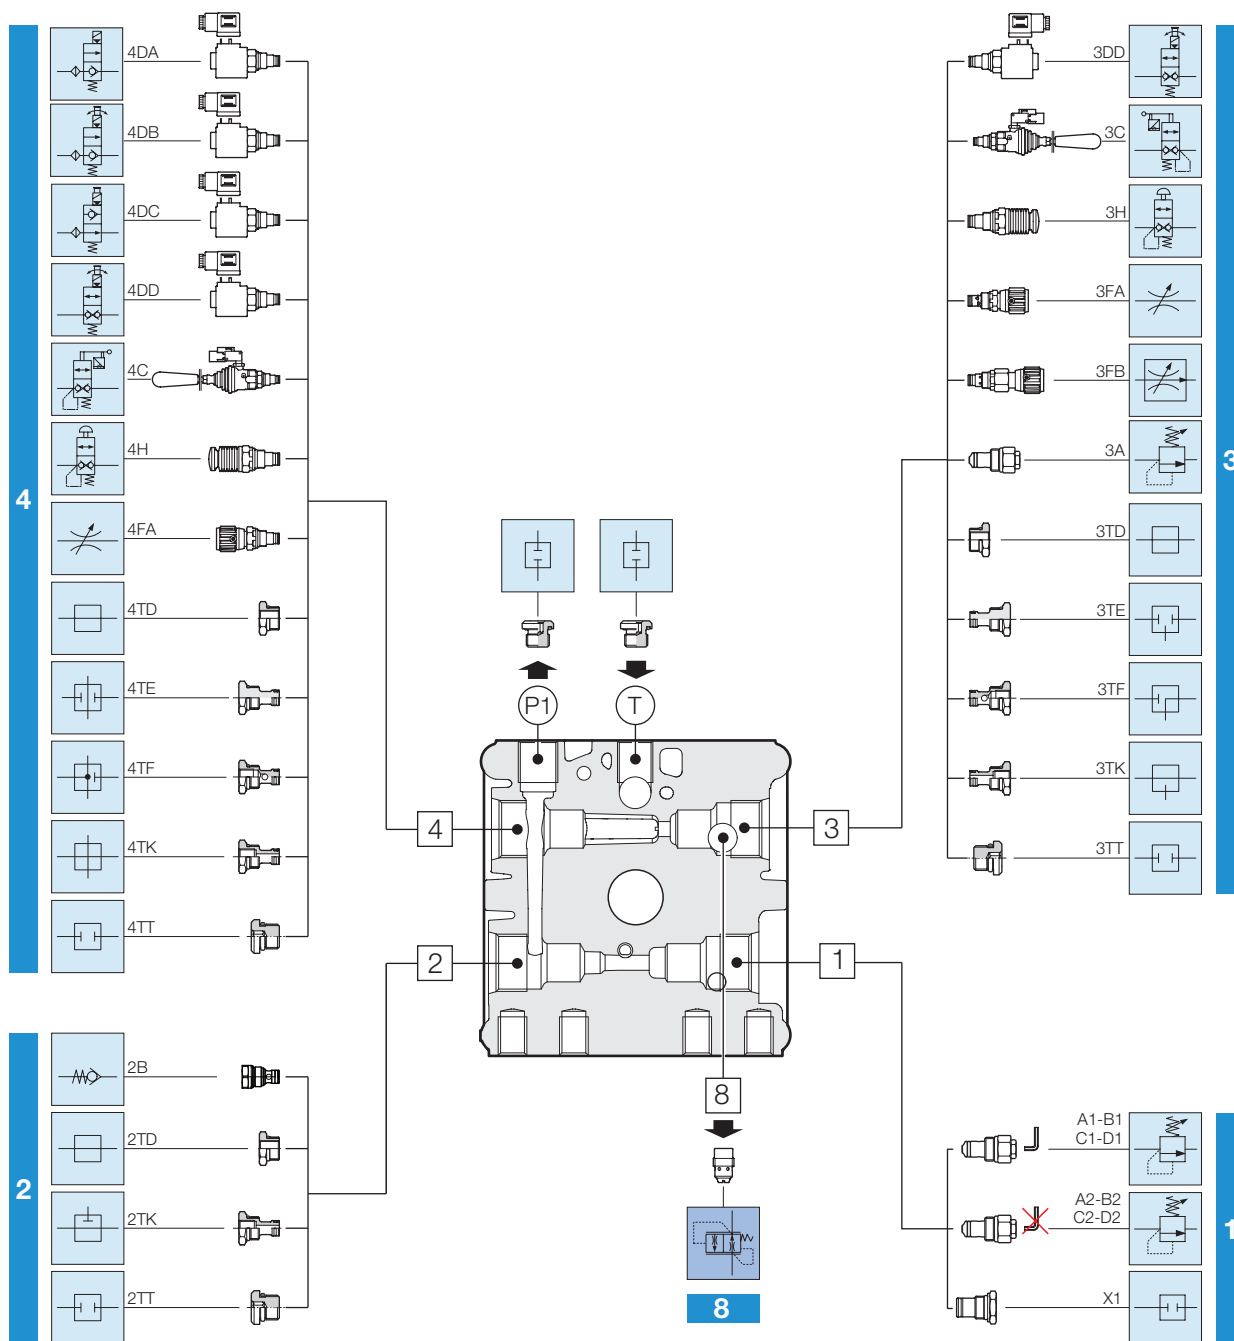 4
4DA
4DB
4DC
4DD
4C
4H
4FA
4TD
4TE
4TF
4TK
4TT
2
2B
2TD
2TK
2TT
P1
T
4
3
2
1
8
8
3DD
3C
3H
3FA
3FB
3A
3TD
3TE
3TF
3TK
3TT
3
A1-B1
C1-D1
A2-B2
C2-D2
X1
1